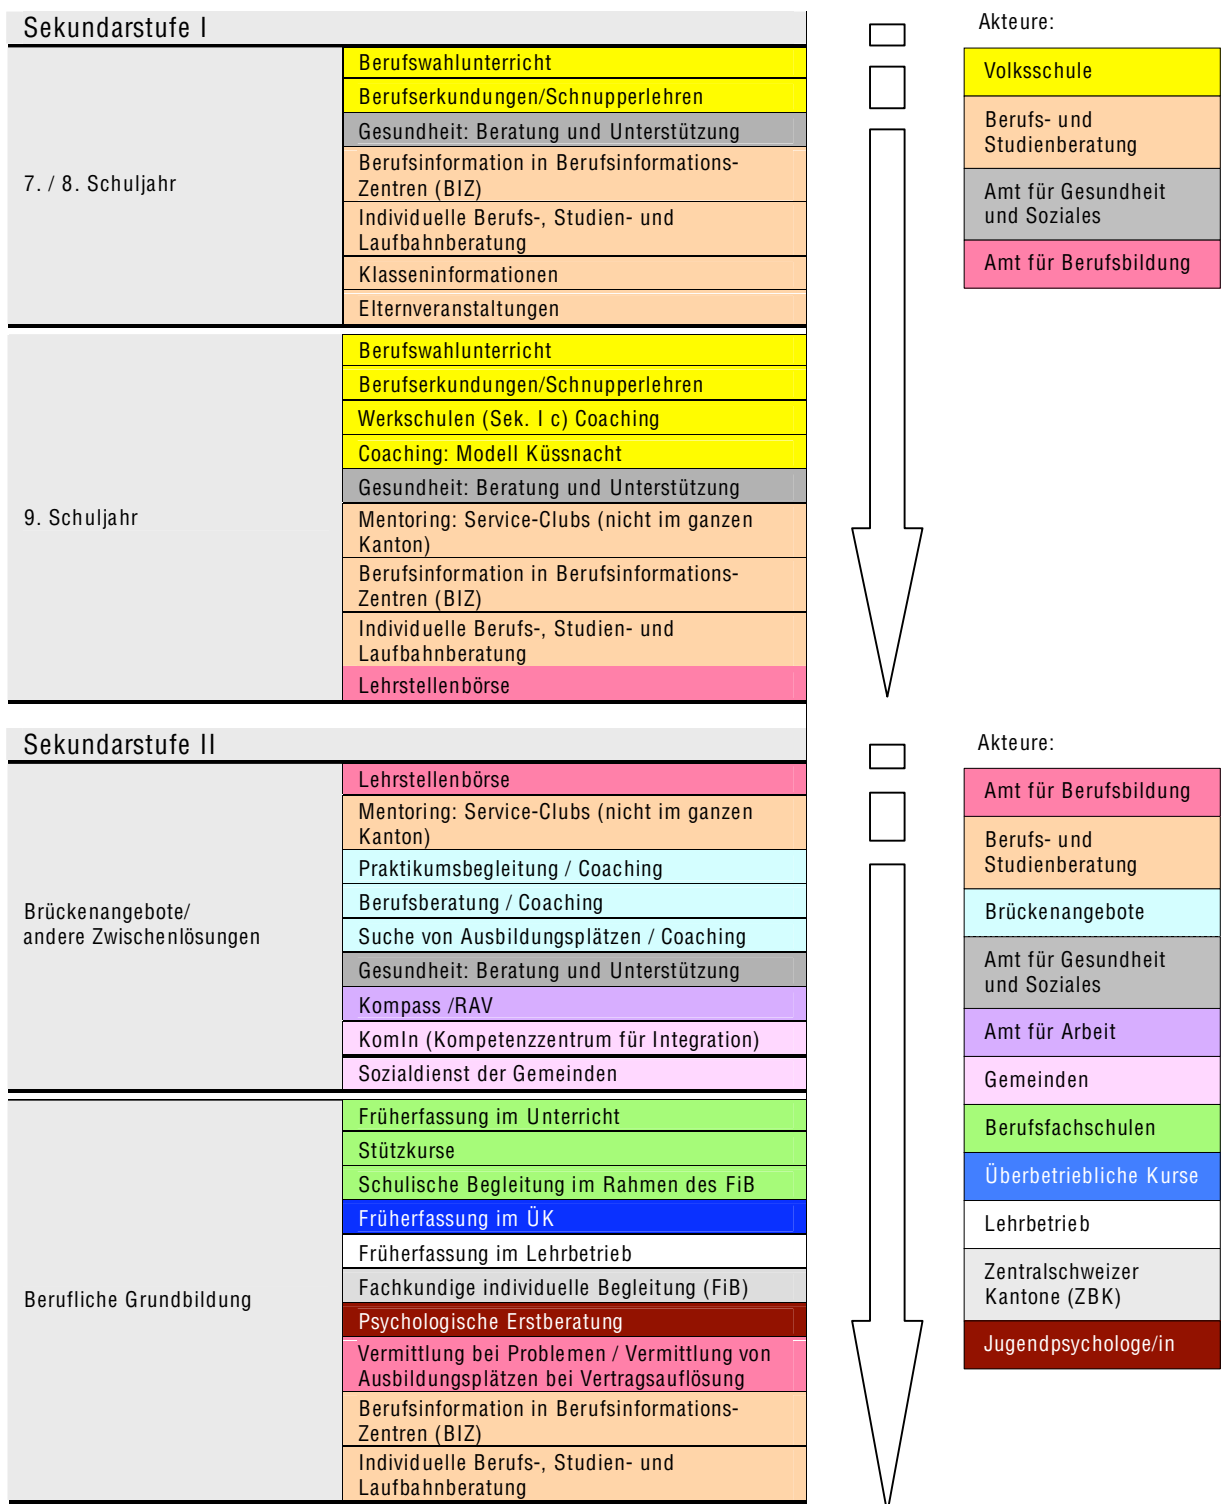 Sekundarstufe I
7. / 8. Schuljahr
Berufswahlunterricht
Berufserkundungen/Schnupperlehren
Gesundheit: Beratung und Unterstützung
Berufsinformation in Berufsinformations-
Zentren (BIZ)
Individuelle Berufs-, Studien- und
Laufbahnberatung
Klasseninformationen
Elternveranstaltungen
9. Schuljahr
Berufswahlunterricht
Berufserkundungen/Schnupperlehren
Werkschulen (Sek. I c) Coaching
Coaching: Modell Küssnacht
Gesundheit: Beratung und Unterstützung
Mentoring: Service-Clubs (nicht im ganzen
Kanton)
Berufsinformation in Berufsinformations-
Zentren (BIZ)
Individuelle Berufs-, Studien- und
Laufbahnberatung
Lehrstellenbörse
Akteure:
Volksschule
Berufs- und
Studienberatung
Amt für Gesundheit
und Soziales
Amt für Berufsbildung
Sekundarstufe II
Brückenangebote/
andere Zwischenlösungen
Lehrstellenbörse
Mentoring: Service-Clubs (nicht im ganzen
Kanton)
Praktikumsbegleitung / Coaching
Berufsberatung / Coaching
Suche von Ausbildungsplätzen / Coaching
Gesundheit: Beratung und Unterstützung
Kompass /RAV
KomIn (Kompetenzzentrum für Integration)
Sozialdienst der Gemeinden
Berufliche Grundbildung
Früherfassung im Unterricht
Stützkurse
Schulische Begleitung im Rahmen des FiB
Früherfassung im ÜK
Früherfassung im Lehrbetrieb
Fachkundige individuelle Begleitung (FiB)
Psychologische Erstberatung
Vermittlung bei Problemen / Vermittlung von
Ausbildungsplätzen bei Vertragsauflösung
Berufsinformation in Berufsinformations-
Zentren (BIZ)
Individuelle Berufs-, Studien- und
Laufbahnberatung
Akteure:
Amt für Berufsbildung
Berufs- und
Studienberatung
Brückenangebote
Amt für Gesundheit
und Soziales
Amt für Arbeit
Gemeinden
Berufsfachschulen
Überbetriebliche Kurse
Lehrbetrieb
Zentralschweizer
Kantone (ZBK)
Jugendpsychologe/in